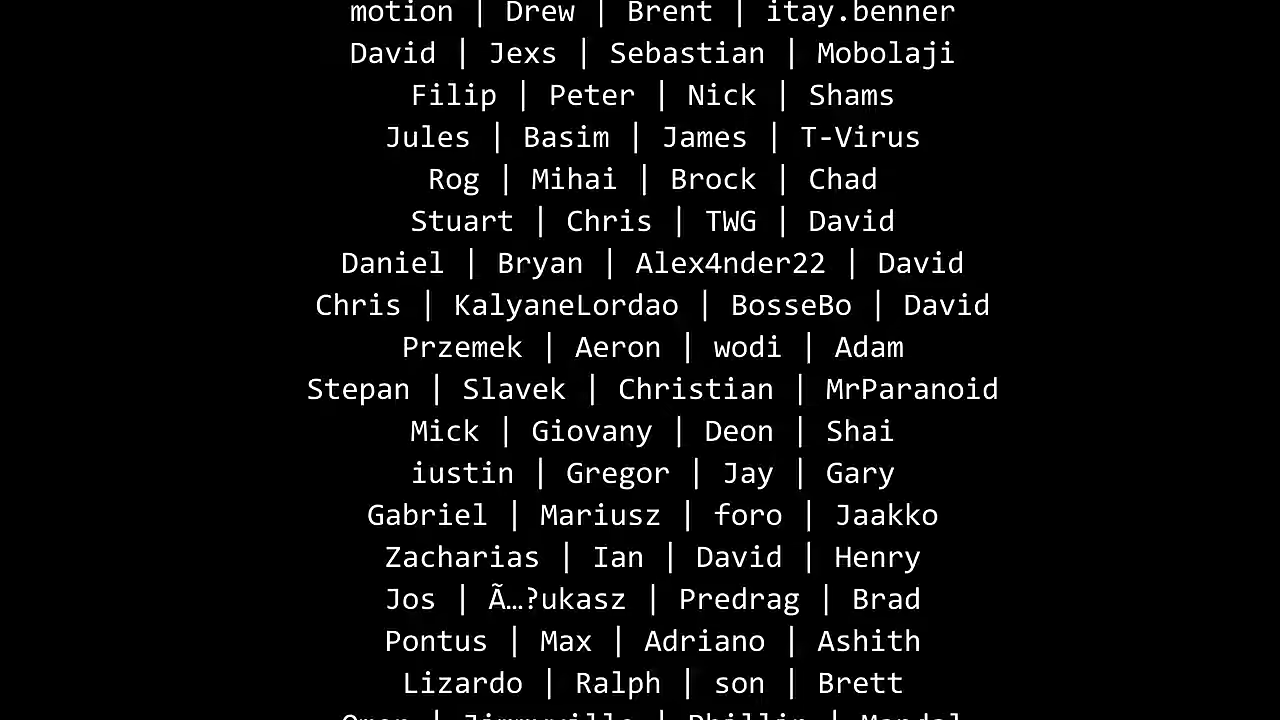 motion | Drew | Brent | itay.benner
David | Jexs | Sebastian | Mobolaji
Filip | Peter | Nick | Shams
Jules | Basim | James | T-Virus
Rog | Mihai | Brock | Chad
Stuart | Chris | TWG | David
Daniel | Bryan | Alex4nder22 | David
Chris | KalyaneLordao | BosseBo | David
Przemek | Aeron | wodi | Adam
Stepan | Slavek | Christian | MrParanoid
Mick | Giovany | Deon | Shai
iustin | Gregor | Jay | Gary
Gabriel | Mariusz | foro | Jaakko
Zacharias | Ian | David | Henry
Jos | Ã…?ukasz | Predrag | Brad
Pontus | Max | Adriano | Ashith
Lizardo | Ralph | son | Brett